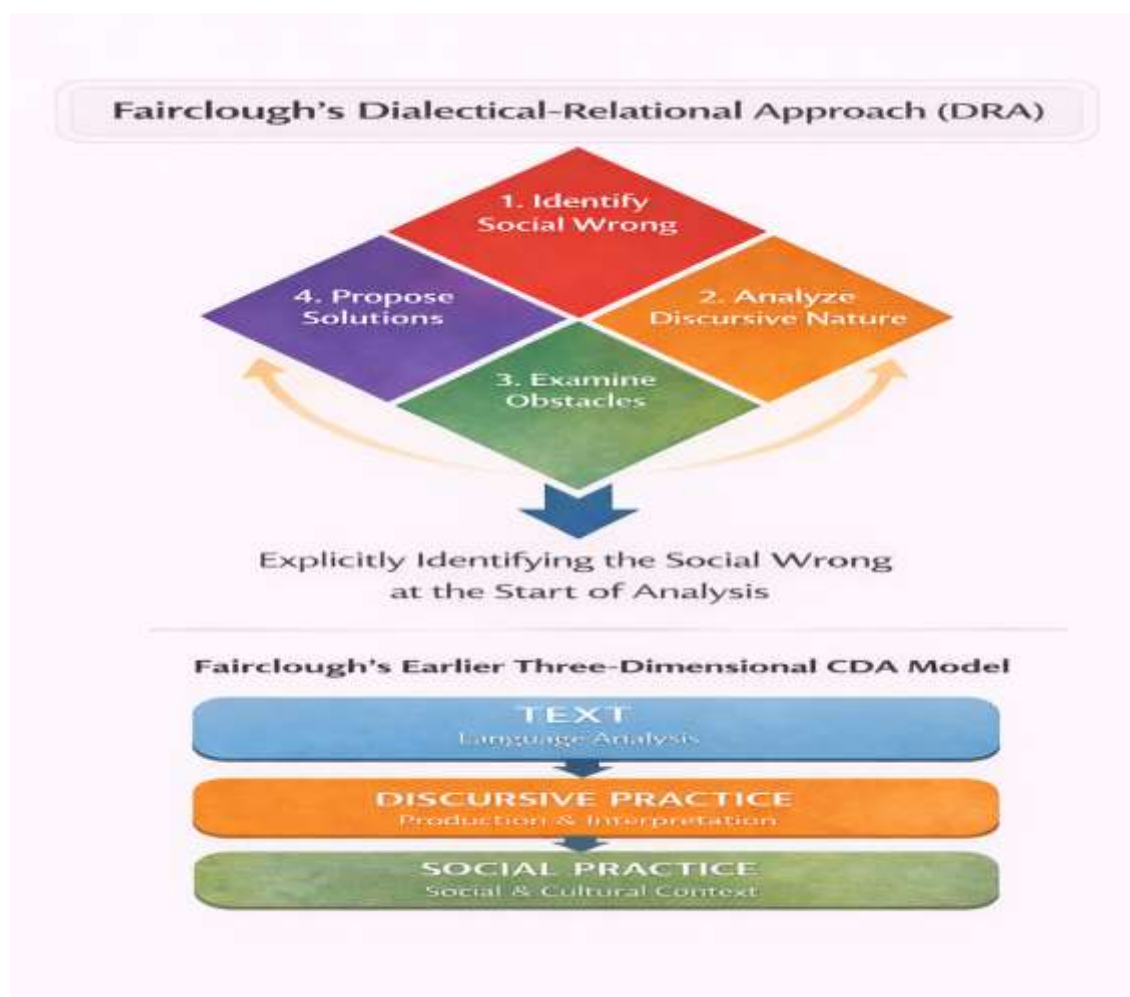 Fairclough's Dialectical-Relational Approach (DRA)
1. Identify
Social Wrong
2. Analyze
Discursive Nature
3. Examine
Obstacles
4. Propose
Solutions
Explicitly Identifying the Social Wrong
at the Start of Analysis
Fairclough's Earlier Three-Dimensional CDA Model
TEXT
Language Analysis
DISCURSIVE PRACTICE
Production & Interpretation
SOCIAL PRACTICE
Social & Cultural Context